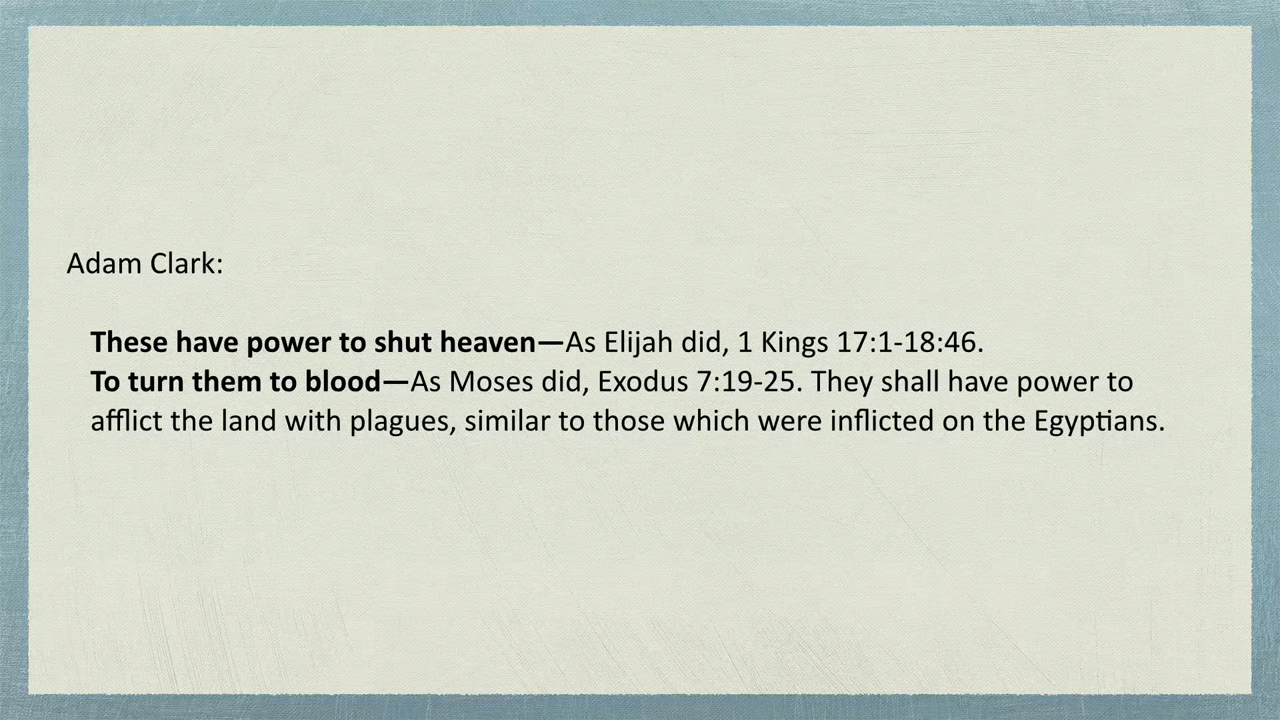 Adam Clark:
These have power to shut heaven—As Elijah did, 1 Kings 17:1-18:46.
To turn them to blood—As Moses did, Exodus 7:19-25. They shall have power to
afflict the land with plagues, similar to those which were inflicted on the Egyptians.